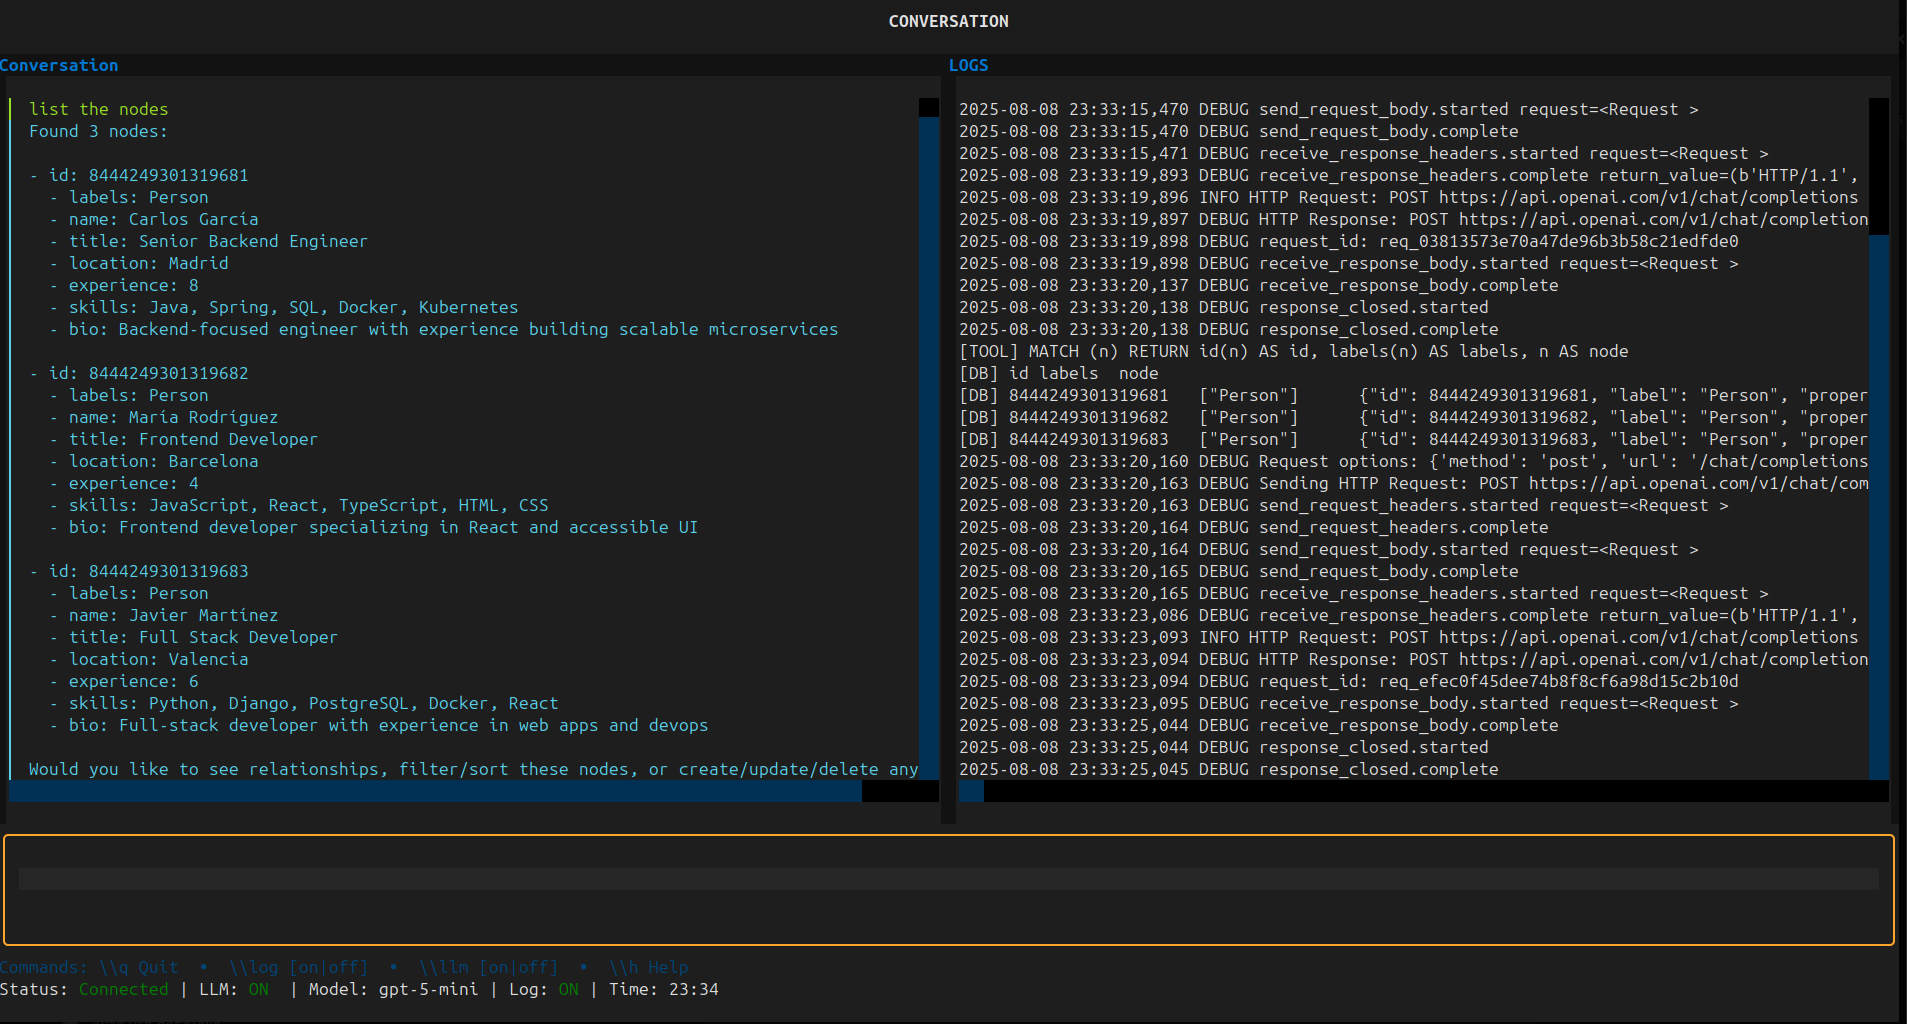 CONVERSATION
Conversation
list the nodes
Found 3 nodes:
- id: 8444249301319681
- labels: Person
- name: Carlos García
- title: Senior Backend Engineer
- location: Madrid
- experience: 8
- skills: Java, Spring, SQL, Docker, Kubernetes
- bio: Backend-focused engineer with experience building scalable microservices
- id: 8444249301319682
- labels: Person
- name: María Rodríguez
- title: Frontend Developer
- location: Barcelona
- experience: 4
- skills: JavaScript, React, TypeScript, HTML, CSS
- bio: Frontend developer specializing in React and accessible UI
- id: 8444249301319683
- labels: Person
- name: Javier Martínez
- title: Full Stack Developer
- location: Valencia
- experience: 6
- skills: Python, Django, PostgreSQL, Docker, React
- bio: Full-stack developer with experience in web apps and devops
Would you like to see relationships, filter/sort these nodes, or create/update/delete any
LOGS
2025-08-08 23:33:15,470 DEBUG send_request_body.started request=<Request >
2025-08-08 23:33:15,470 DEBUG send_request_body.complete
2025-08-08 23:33:15,471 DEBUG receive_response_headers.started request=<Request >
2025-08-08 23:33:19,893 DEBUG receive_response_headers.complete return_value=(b'HTTP/1.1',
2025-08-08 23:33:19,896 INFO HTTP Request: POST https://api.openai.com/v1/chat/completions
2025-08-08 23:33:19,897 DEBUG HTTP Response: POST https://api.openai.com/v1/chat/completion
2025-08-08 23:33:19,898 DEBUG request_id: req_03813573e70a47de96b3b58c21edfde0
2025-08-08 23:33:19,898 DEBUG receive_response_body.started request=<Request >
2025-08-08 23:33:20,137 DEBUG receive_response_body.complete
2025-08-08 23:33:20,138 DEBUG response_closed.started
2025-08-08 23:33:20,138 DEBUG response_closed.complete
[TOOL] MATCH (n) RETURN id(n) AS id, labels(n) AS labels, n AS node
[DB] id labels  node
[DB] 8444249301319681   ["Person"]      {"id": 8444249301319681, "label": "Person", "proper
[DB] 8444249301319682   ["Person"]      {"id": 8444249301319682, "label": "Person", "proper
[DB] 8444249301319683   ["Person"]      {"id": 8444249301319683, "label": "Person", "proper
2025-08-08 23:33:20,160 DEBUG Request options: {'method': 'post', 'url': '/chat/completions
2025-08-08 23:33:20,163 DEBUG Sending HTTP Request: POST https://api.openai.com/v1/chat/com
2025-08-08 23:33:20,163 DEBUG send_request_headers.started request=<Request >
2025-08-08 23:33:20,164 DEBUG send_request_headers.complete
2025-08-08 23:33:20,164 DEBUG send_request_body.started request=<Request >
2025-08-08 23:33:20,165 DEBUG send_request_body.complete
2025-08-08 23:33:20,165 DEBUG receive_response_headers.started request=<Request >
2025-08-08 23:33:23,086 DEBUG receive_response_headers.complete return_value=(b'HTTP/1.1',
2025-08-08 23:33:23,093 INFO HTTP Request: POST https://api.openai.com/v1/chat/completions
2025-08-08 23:33:23,094 DEBUG HTTP Response: POST https://api.openai.com/v1/chat/completion
2025-08-08 23:33:23,094 DEBUG request_id: req_efec0f45dee74b8f8cf6a98d15c2b10d
2025-08-08 23:33:23,095 DEBUG receive_response_body.started request=<Request >
2025-08-08 23:33:25,044 DEBUG receive_response_body.complete
2025-08-08 23:33:25,044 DEBUG response_closed.started
2025-08-08 23:33:25,045 DEBUG response_closed.complete
Commands: \\q Quit  •  \\log [on|off]  •  \\llm [on|off]  •  \\h Help
Status: Connected | LLM: ON  | Model: gpt-5-mini | Log: ON | Time: 23:34